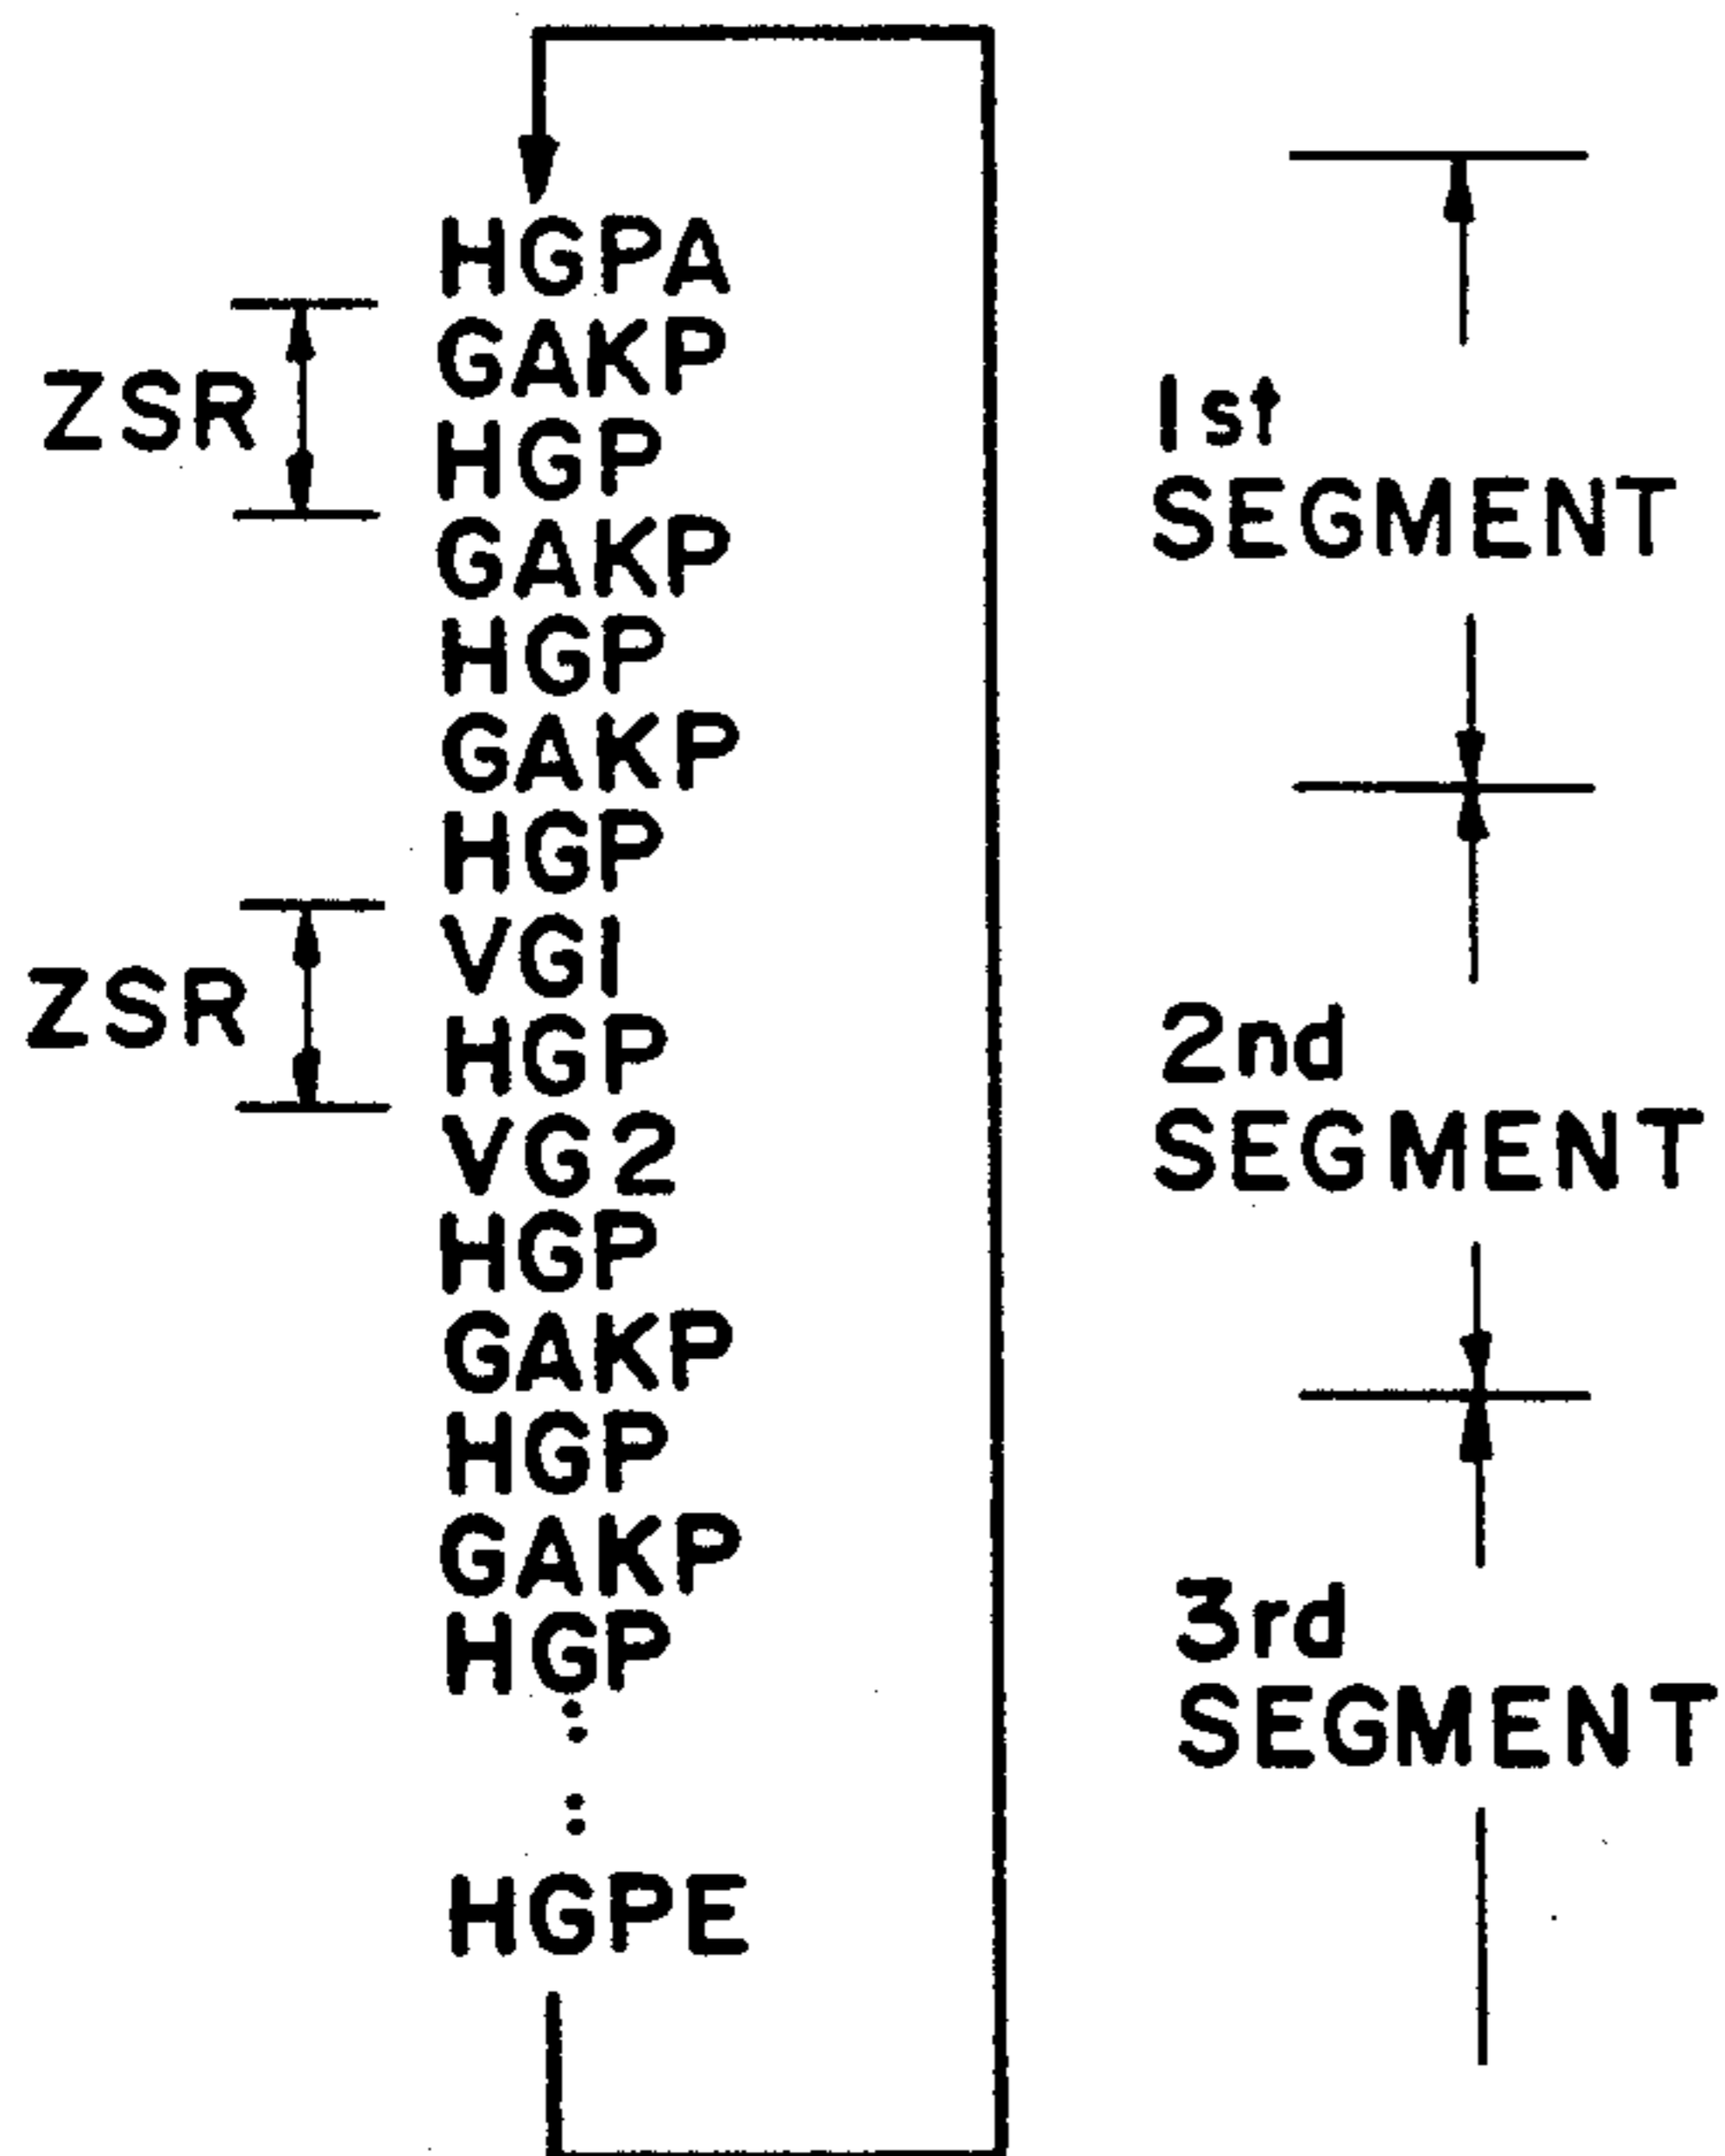 HGPA
GAKP
ZSR
HGP
1st
SEGMENT
GAKP
HGP
GAKP
HGP
VG1
ZSR
HGP
2nd
SEGMENT
VG2
HGP
GAKP
HGP
GAKP
HGP
3rd
SEGMENT
HGPE